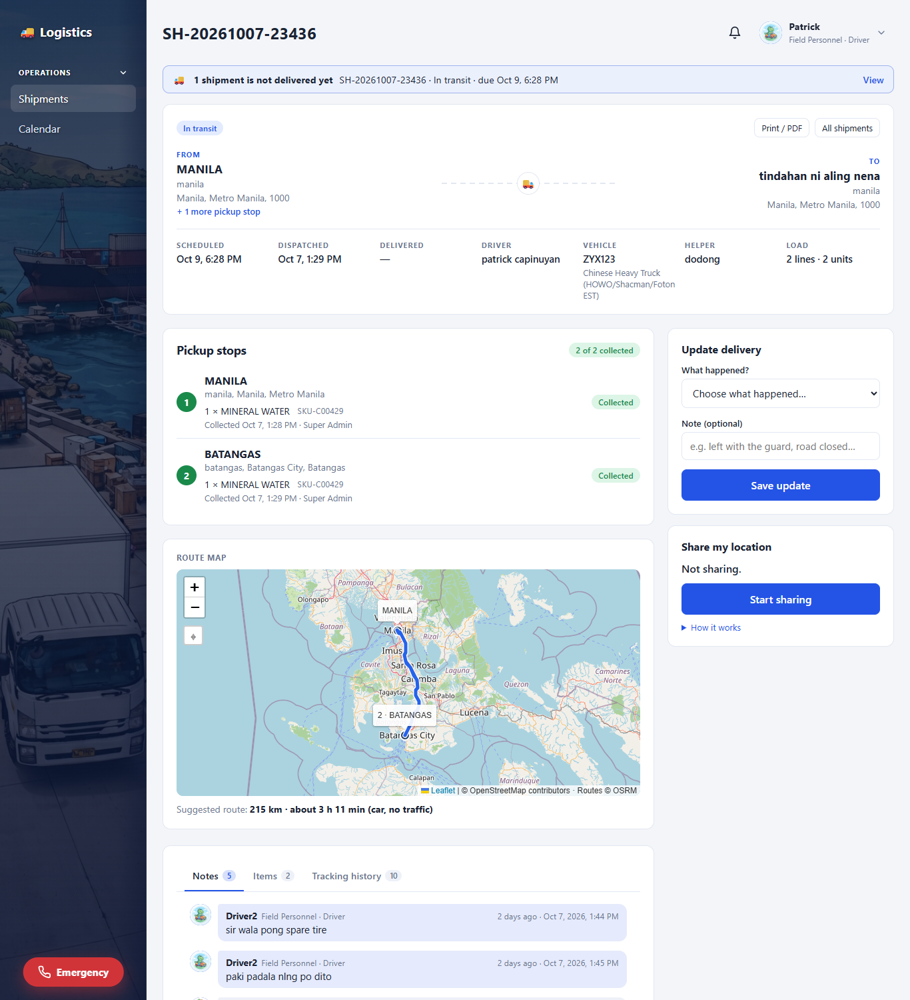 Logistics
OPERATIONS
Shipments
Calendar
Emergency
SH-20261007-23436
Patrick
Field Personnel · Driver
1 shipment is not delivered yet SH-20261007-23436 · In transit · due Oct 9, 6:28 PM
View
In transit
Print / PDF
All shipments
FROM
MANILA
manila
Manila, Metro Manila, 1000
+ 1 more pickup stop
TO
tindahan ni aling nena
manila
Manila, Metro Manila, 1000
SCHEDULED
Oct 9, 6:28 PM
DISPATCHED
Oct 7, 1:29 PM
DELIVERED
—
DRIVER
patrick capinuyan
VEHICLE
ZYX123
Chinese Heavy Truck
(HOWO/Shacman/Foton
EST)
HELPER
dodong
LOAD
2 lines · 2 units
Pickup stops
2 of 2 collected
1
MANILA
manila, Manila, Metro Manila
1 × MINERAL WATER SKU-C00429
Collected Oct 7, 1:28 PM · Super Admin
Collected
2
BATANGAS
batangas, Batangas City, Batangas
1 × MINERAL WATER SKU-C00429
Collected Oct 7, 1:29 PM · Super Admin
Collected
Update delivery
What happened?
Choose what happened...
Note (optional)
e.g. left with the guard, road closed...
Save update
Share my location
Not sharing.
Start sharing
How it works
ROUTE MAP
+
−
Pampanga
Bulacan
Olongapo
MANILA
Bataan
Rizal
Imus
Cavite
Santa Rosa
Laguna
Calamba
Camarines
Norte
Quezon
Tagaytay
San Pablo
Lucena
2 · BATANGAS
Batangas City
Calapan
Marinduque
Leaflet | © OpenStreetMap contributors · Routes © OSRM
Suggested route: 215 km · about 3 h 11 min (car, no traffic)
Notes 5
Items 2
Tracking history 10
Driver2 Field Personnel · Driver
2 days ago · Oct 7, 2026, 1:44 PM
sir wala pong spare tire
Driver2 Field Personnel · Driver
2 days ago · Oct 7, 2026, 1:45 PM
paki padala nlng po dito